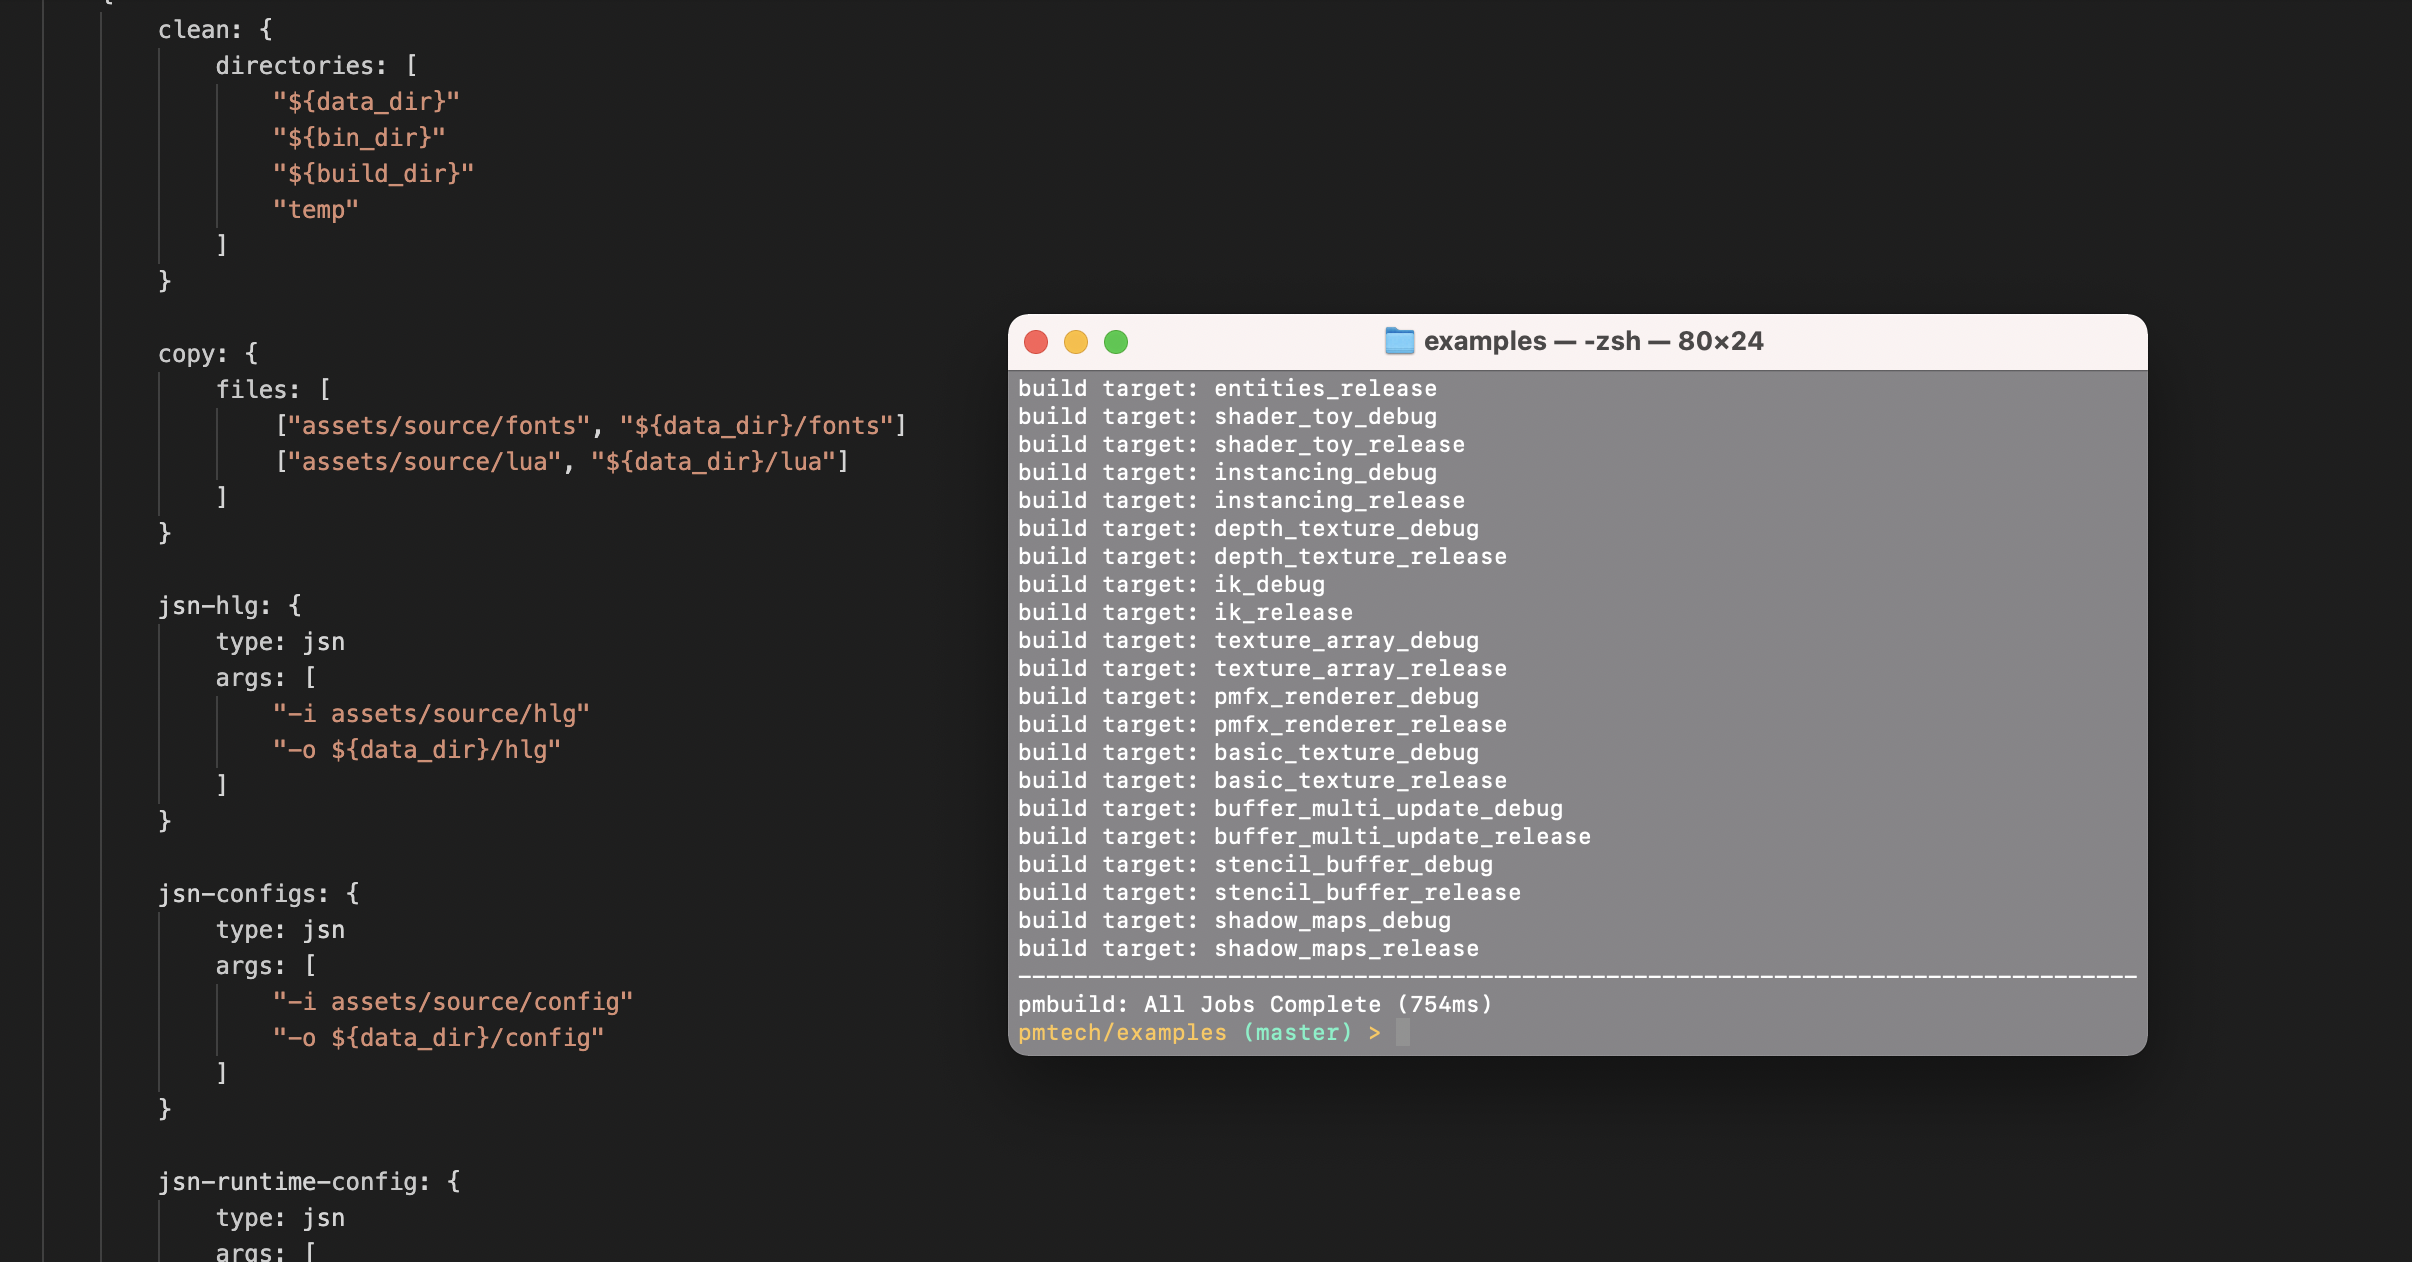 clean: {
directories: [
"${data_dir}"
"${bin_dir}"
"${build_dir}"
"temp"
]
}
copy: {
files: [
["assets/source/fonts", "${data_dir}/fonts"]
["assets/source/lua", "${data_dir}/lua"]
]
}
jsn-hlg: {
type: jsn
args: [
"-i assets/source/hlg"
"-o ${data_dir}/hlg"
]
}
jsn-configs: {
type: jsn
args: [
"-i assets/source/config"
"-o ${data_dir}/config"
]
}
jsn-runtime-config: {
type: jsn
args: [
examples — -zsh — 80×24
build target: entities_release
build target: shader_toy_debug
build target: shader_toy_release
build target: instancing_debug
build target: instancing_release
build target: depth_texture_debug
build target: depth_texture_release
build target: ik_debug
build target: ik_release
build target: texture_array_debug
build target: texture_array_release
build target: pmfx_renderer_debug
build target: pmfx_renderer_release
build target: basic_texture_debug
build target: basic_texture_release
build target: buffer_multi_update_debug
build target: buffer_multi_update_release
build target: stencil_buffer_debug
build target: stencil_buffer_release
build target: shadow_maps_debug
build target: shadow_maps_release
--------------------------------------------------------------------------------
pmbuild: All Jobs Complete (754ms)
pmtech/examples (master) >